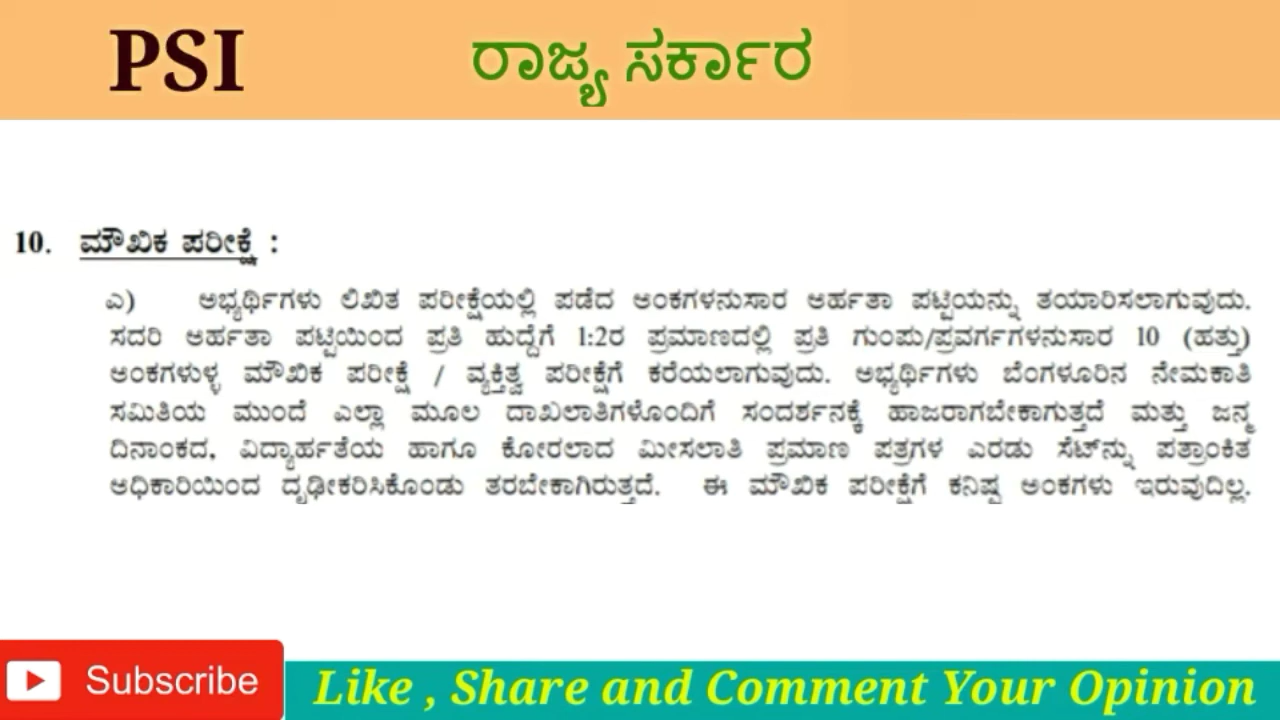 PSI ರಾಜ್ಯ ಸರ್ಕಾರ
10. ಮೌಖಿಕ ಪರೀಕ್ಷೆ :
ಎ) ಅಭ್ಯರ್ಥಿಗಳು ಲಿಖಿತ ಪರೀಕ್ಷೆಯಲ್ಲಿ ಪಡೆದ ಅಂಕಗಳನುಸಾರ ಅರ್ಹತಾ ಪಟ್ಟಿಯನ್ನು ತಯಾರಿಸಲಾಗುವುದು.
ಸದರಿ ಅರ್ಹತಾ ಪಟ್ಟಿಯಿಂದ ಪ್ರತಿ ಹುದ್ದೆಗೆ 1:2ರ ಪ್ರಮಾಣದಲ್ಲಿ ಪ್ರತಿ ಗುಂಪು/ಪ್ರವರ್ಗಗಳನುಸಾರ 10 (ಹತ್ತು)
ಅಂಕಗಳುಳ್ಳ ಮೌಖಿಕ ಪರೀಕ್ಷೆ / ವ್ಯಕ್ತಿತ್ವ ಪರೀಕ್ಷೆಗೆ ಕರೆಯಲಾಗುವುದು. ಅಭ್ಯರ್ಥಿಗಳು ಬೆಂಗಳೂರಿನ ನೇಮಕಾತಿ
ಸಮಿತಿಯ ಮುಂದೆ ಎಲ್ಲಾ ಮೂಲ ದಾಖಲಾತಿಗಳೊಂದಿಗೆ ಸಂದರ್ಶನಕ್ಕೆ ಹಾಜರಾಗಬೇಕಾಗುತ್ತದೆ ಮತ್ತು ಜನ್ಮ
ದಿನಾಂಕದ, ವಿದ್ಯಾರ್ಹತೆಯ ಹಾಗೂ ಕೋರಲಾದ ಮೀಸಲಾತಿ ಪ್ರಮಾಣ ಪತ್ರಗಳ ಎರಡು ಸೆಟ್‌ನ್ನು ಪತ್ರಾಂಕಿತ
ಅಧಿಕಾರಿಯಿಂದ ದೃಢೀಕರಿಸಿಕೊಂಡು ತರಬೇಕಾಗಿರುತ್ತದೆ. ಈ ಮೌಖಿಕ ಪರೀಕ್ಷೆಗೆ ಕನಿಷ್ಠ ಅಂಕಗಳು ಇರುವುದಿಲ್ಲ.
Subscribe Like , Share and Comment Your Opinion